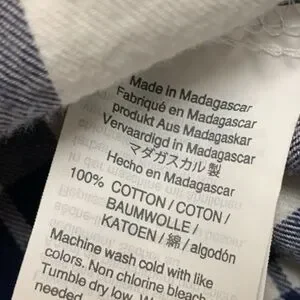 Made in Madagascar
Fabriqué en Madagascar
produkt Aus Madagaskar
Vervaardigd in Madagascar
マダガスカル 製
Hecho en Madagascar
100% COTTON / COTON /
BAUMWOLLE /
KATOEN / 綿 / algodón
Machine wash cold with like
colors. Non chlorine bleach
Tumble dry low. W
needed